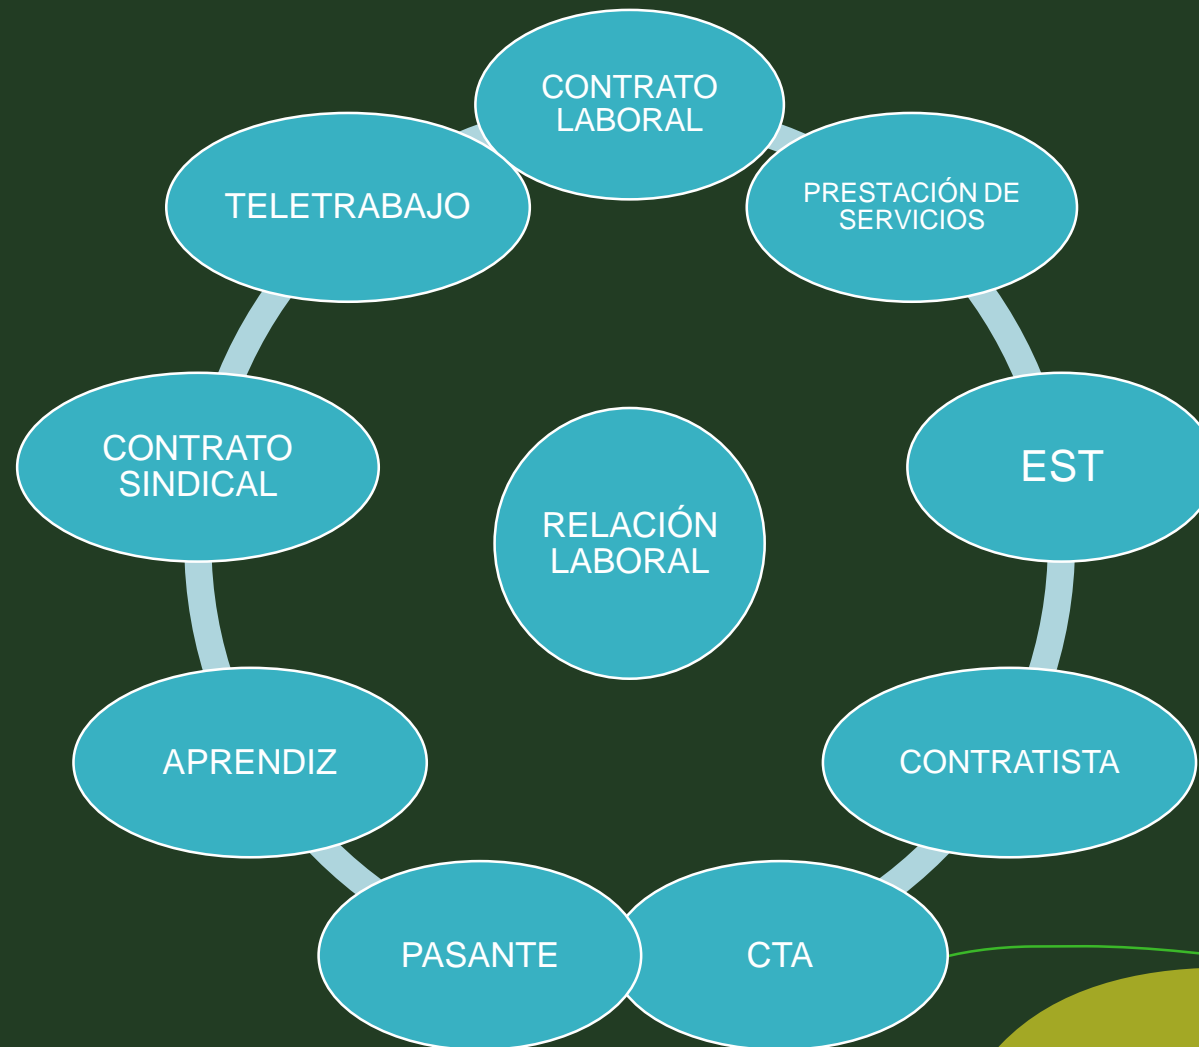 CONTRATO
LABORAL
PRESTACIÓN DE
SERVICIOS
EST
CONTRATISTA
CTA
PASANTE
APRENDIZ
CONTRATO
SINDICAL
TELETRABAJO
RELACIÓN
LABORAL